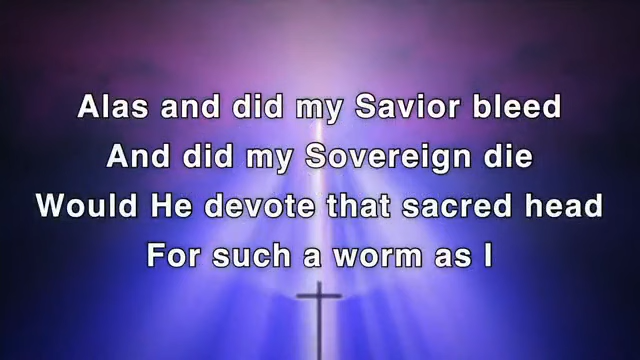 Alas and did my Savior bleed
And did my Sovereign die
Would He devote that sacred head
For such a worm as I